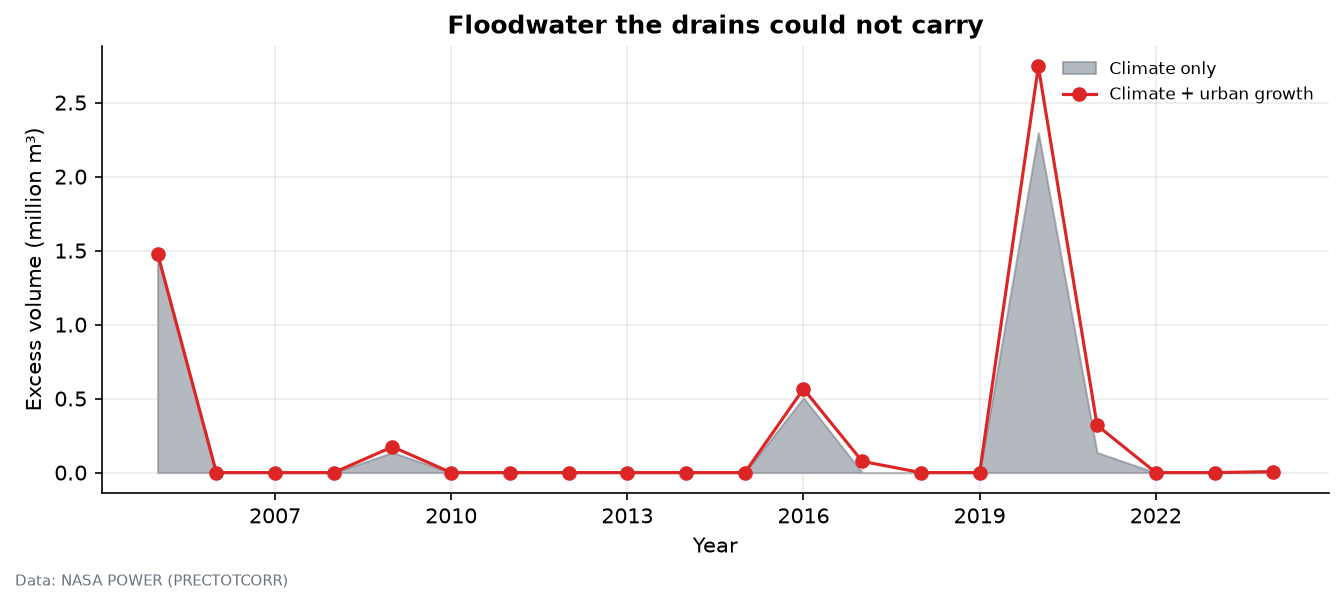 Floodwater the drains could not carry
Climate only
Climate + urban growth
Excess volume (million m³)
2.5
2.0
1.5
1.0
0.5
0.0
2007 2010 2013 2016 2019 2022
Year
Data: NASA POWER (PRECTOTCORR)